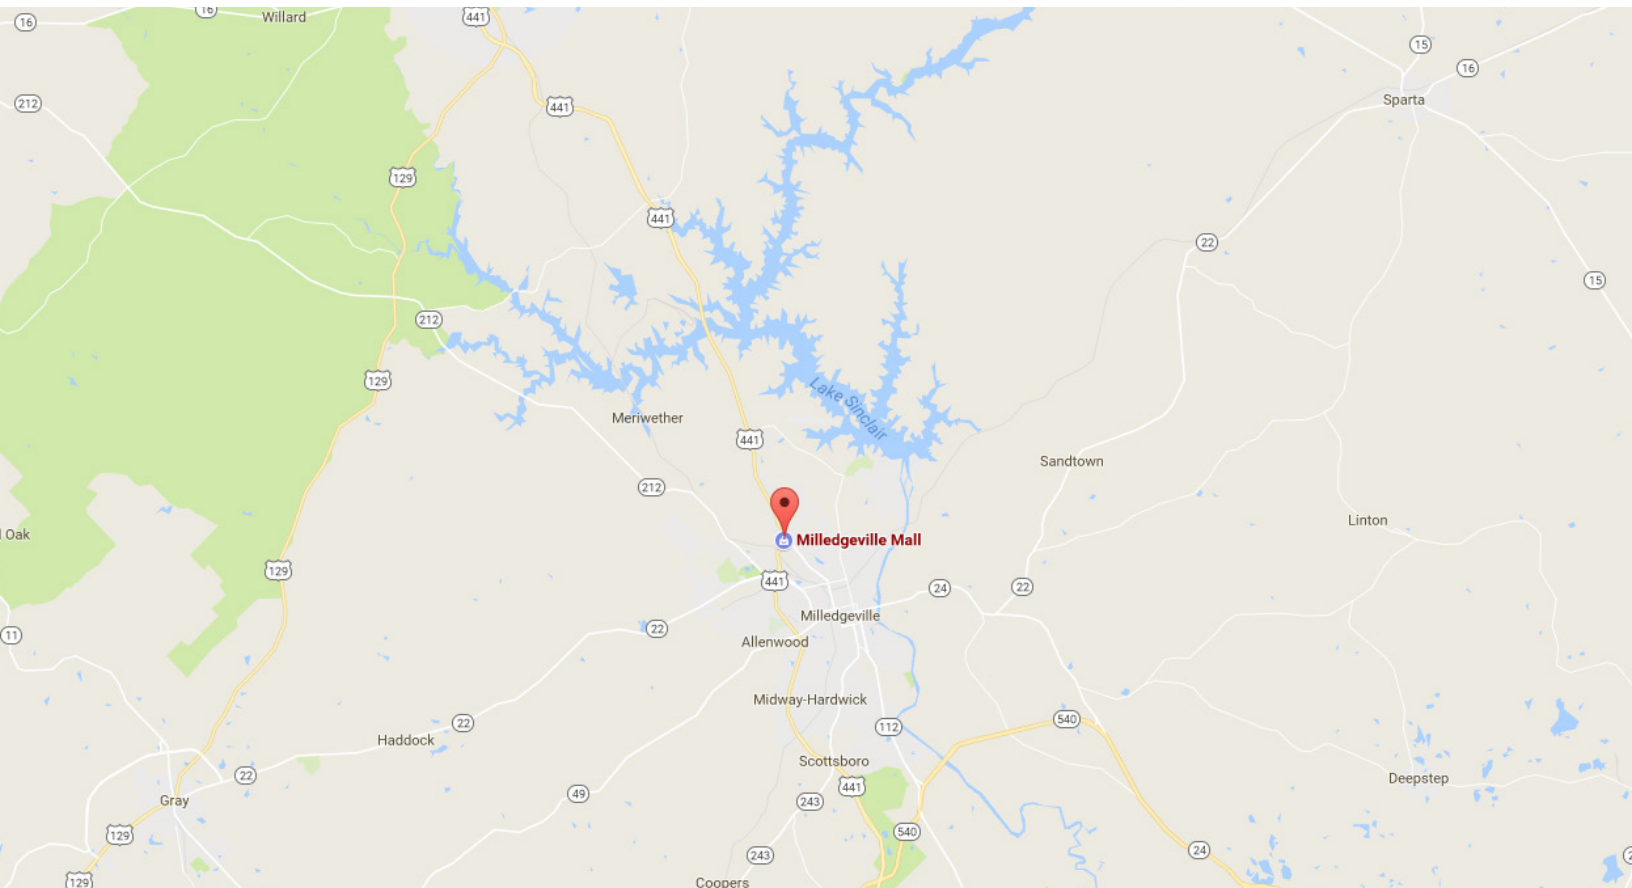 16
Willard
441
15
16
16
212
441
Sparta
129
441
22
15
212
129
Lake Sinclair
Meriwether
441
Sandtown
212
Linton
Oak
Milledgeville Mall
129
441
24
22
Milledgeville
11
22
Allenwood
Midway-Hardwick
22
112
540
Haddock
Scottsboro
22
Deepstep
441
49
243
Gray
129
540
24
243
129
Coopers